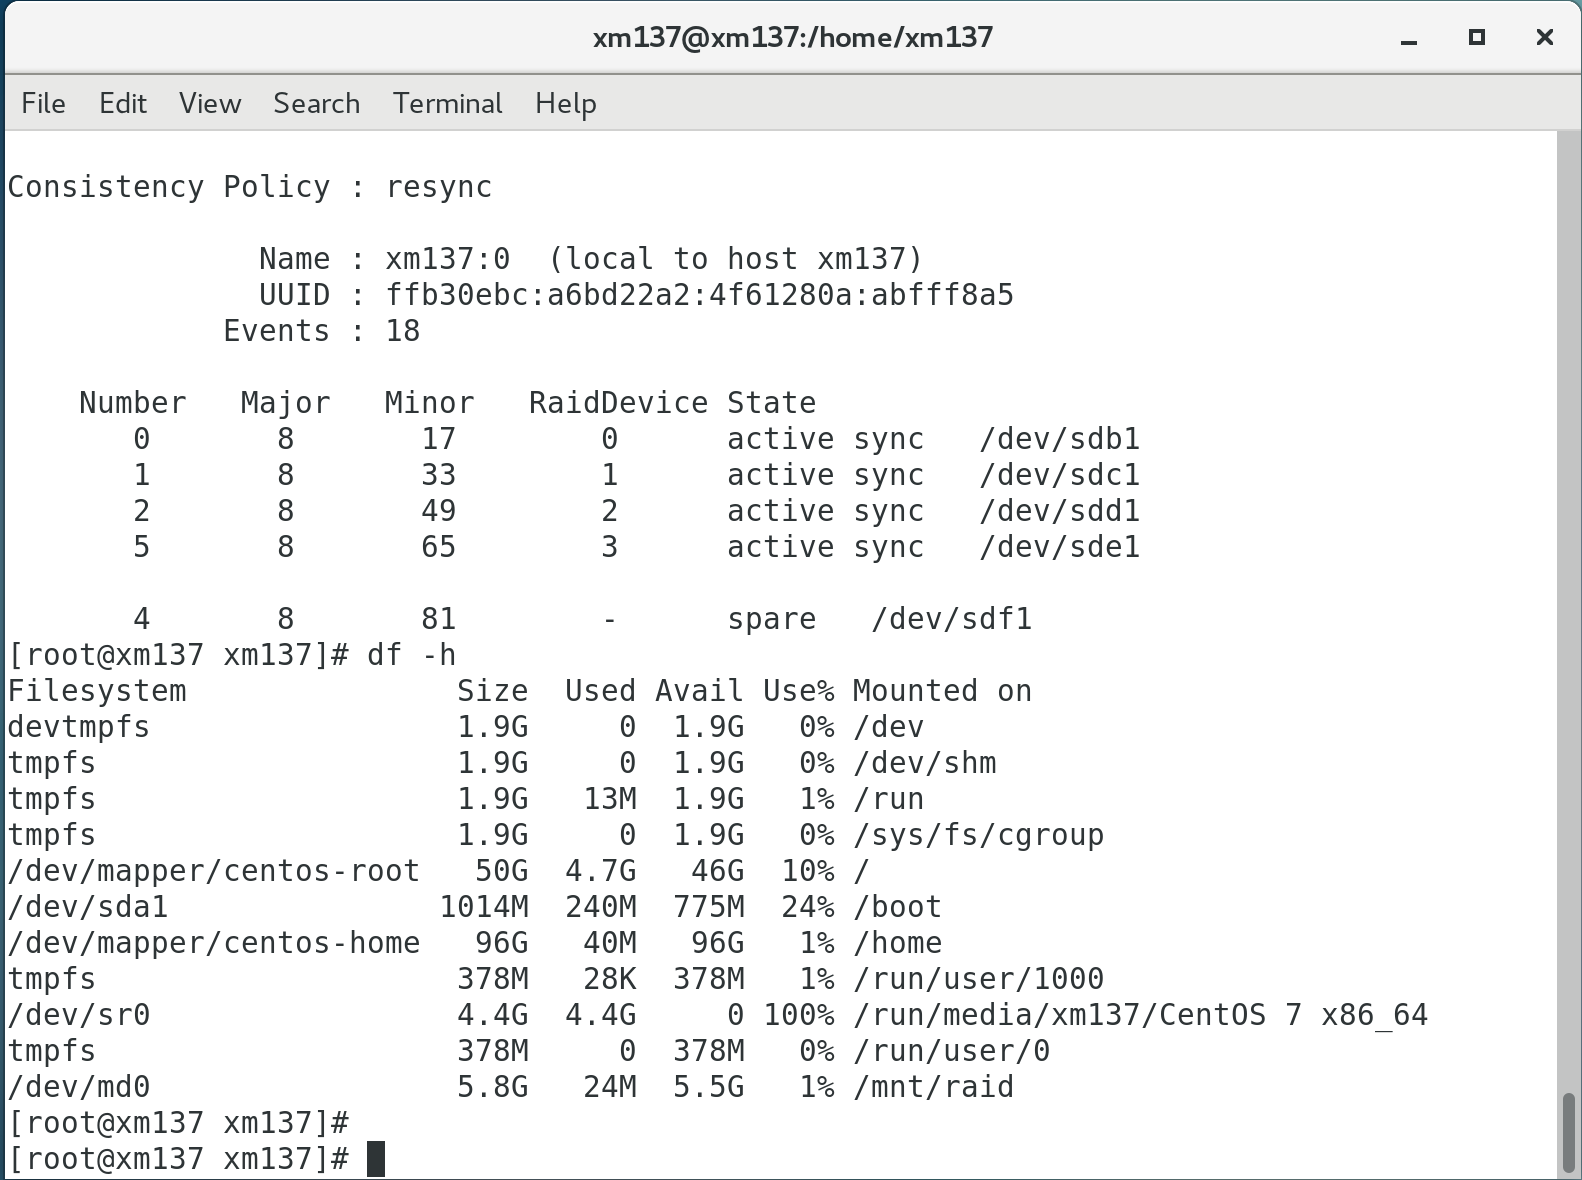 xm137@xm137:/home/xm137
File Edit View Search Terminal Help
Consistency Policy : resync
Name : xm137:0  (local to host xm137)
UUID : ffb30ebc:a6bd22a2:4f61280a:abfff8a5
Events : 18
Number   Major   Minor   RaidDevice State
0       8       17        0      active sync   /dev/sdb1
1       8       33        1      active sync   /dev/sdc1
2       8       49        2      active sync   /dev/sdd1
5       8       65        3      active sync   /dev/sde1
4       8       81        -      spare   /dev/sdf1
[root@xm137 xm137]# df -h
Filesystem               Size  Used Avail Use% Mounted on
devtmpfs                 1.9G     0  1.9G   0% /dev
tmpfs                    1.9G     0  1.9G   0% /dev/shm
tmpfs                    1.9G   13M  1.9G   1% /run
tmpfs                    1.9G     0  1.9G   0% /sys/fs/cgroup
/dev/mapper/centos-root   50G  4.7G   46G  10% /
/dev/sda1               1014M  240M  775M  24% /boot
/dev/mapper/centos-home   96G   40M   96G   1% /home
tmpfs                    378M   28K  378M   1% /run/user/1000
/dev/sr0                 4.4G  4.4G     0 100% /run/media/xm137/CentOS 7 x86_64
tmpfs                    378M     0  378M   0% /run/user/0
/dev/md0                 5.8G   24M  5.5G   1% /mnt/raid
[root@xm137 xm137]#
[root@xm137 xm137]#